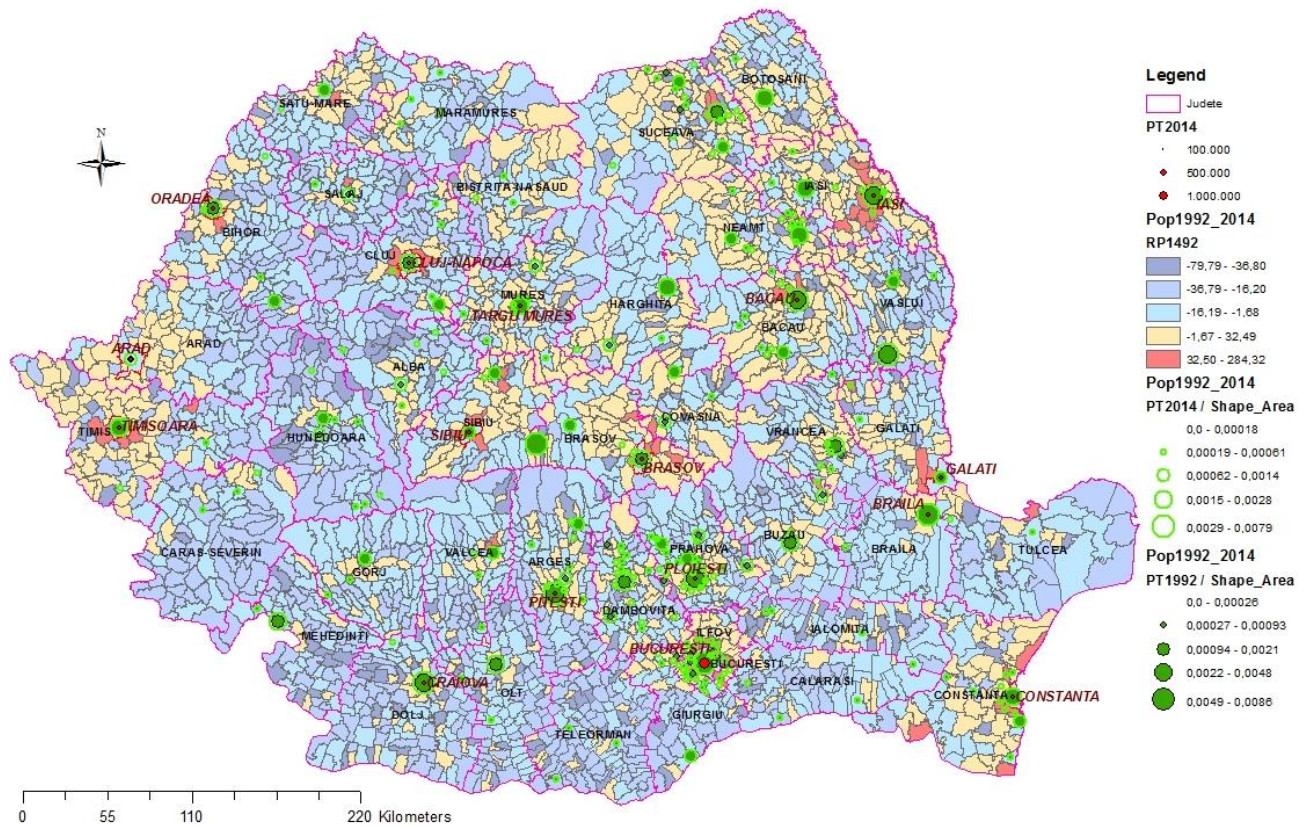 Legend
Judete
PT2014
100.000
500.000
1.000.000
Pop1992_2014
RP1492
-79,79 - -36,80
-36,79 - -16,20
-16,19 - -1,68
-1,67 - 32,49
32,50 - 284,32
Pop1992_2014
PT2014 / Shape_Area
0,0 - 0,00018
0,00019 - 0,00061
0,00062 - 0,0014
0,0015 - 0,0028
0,0029 - 0,0079
Pop1992_2014
PT1992 / Shape_Area
0,0 - 0,00026
0,00027 - 0,00093
0,00094 - 0,0021
0,0022 - 0,0048
0,0049 - 0,0086
N
BOTOSANI
SATU-MARE
MARAMURES
SUCEAVA
BISTRITA-NASAUD
SALAJ
IASI
IASI
ORADEA
BIHOR
NEAMT
CLUJ
CLUJ-NAPOCA
MURES
HARGHITA
BACAU
VASLUI
TARGU MURES
BACAU
ARAD
ARAD
ALBA
TIMIS
TIMISOARA
HUNEDOARA
SIBIU
SIBIU
BRASOV
COVASNA
VRANCEA
GALATI
BRASOV
GALATI
BRAILA
CARAS-SEVERIN
GORJ
VALCEA
ARGES
PRAHOVA
BUZAU
BRAILA
TULCEA
PLOIESTI
PITESTI
DAMBOVITA
MEHEDINTI
ILFOV
IALOMITA
BUCURESTI
BUCURESTI
CRAIOVA
OLT
CALARASI
CONSTANTA
CONSTANTA
DOLJ
GIURGIU
TELEORMAN
0 55 110 220 Kilometers